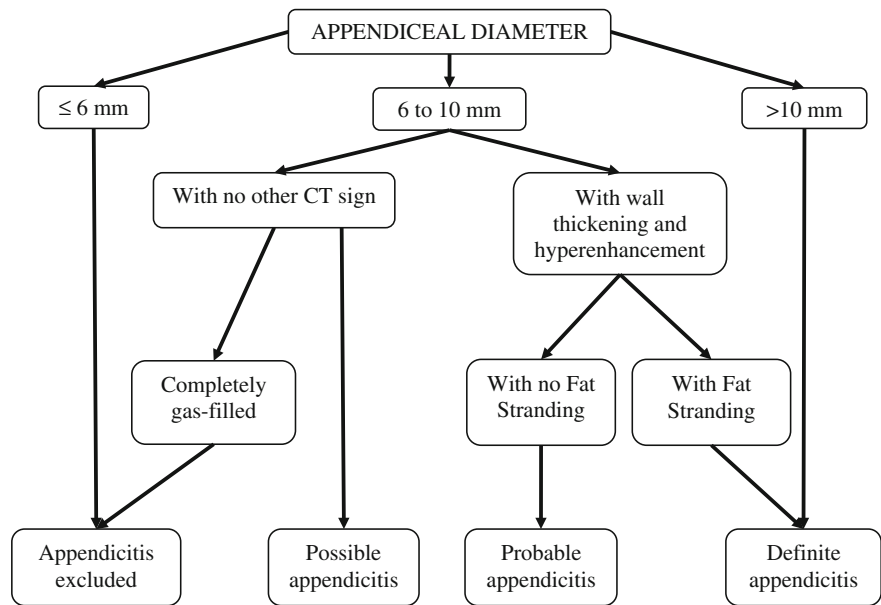 APPENDICEAL DIAMETER
≤ 6 mm
6 to 10 mm
>10 mm
With no other CT sign
With wall
thickening and
hyperenhancement
Completely
gas-filled
With no Fat
Stranding
With Fat
Stranding
Appendicitis
excluded
Possible
appendicitis
Probable
appendicitis
Definite
appendicitis